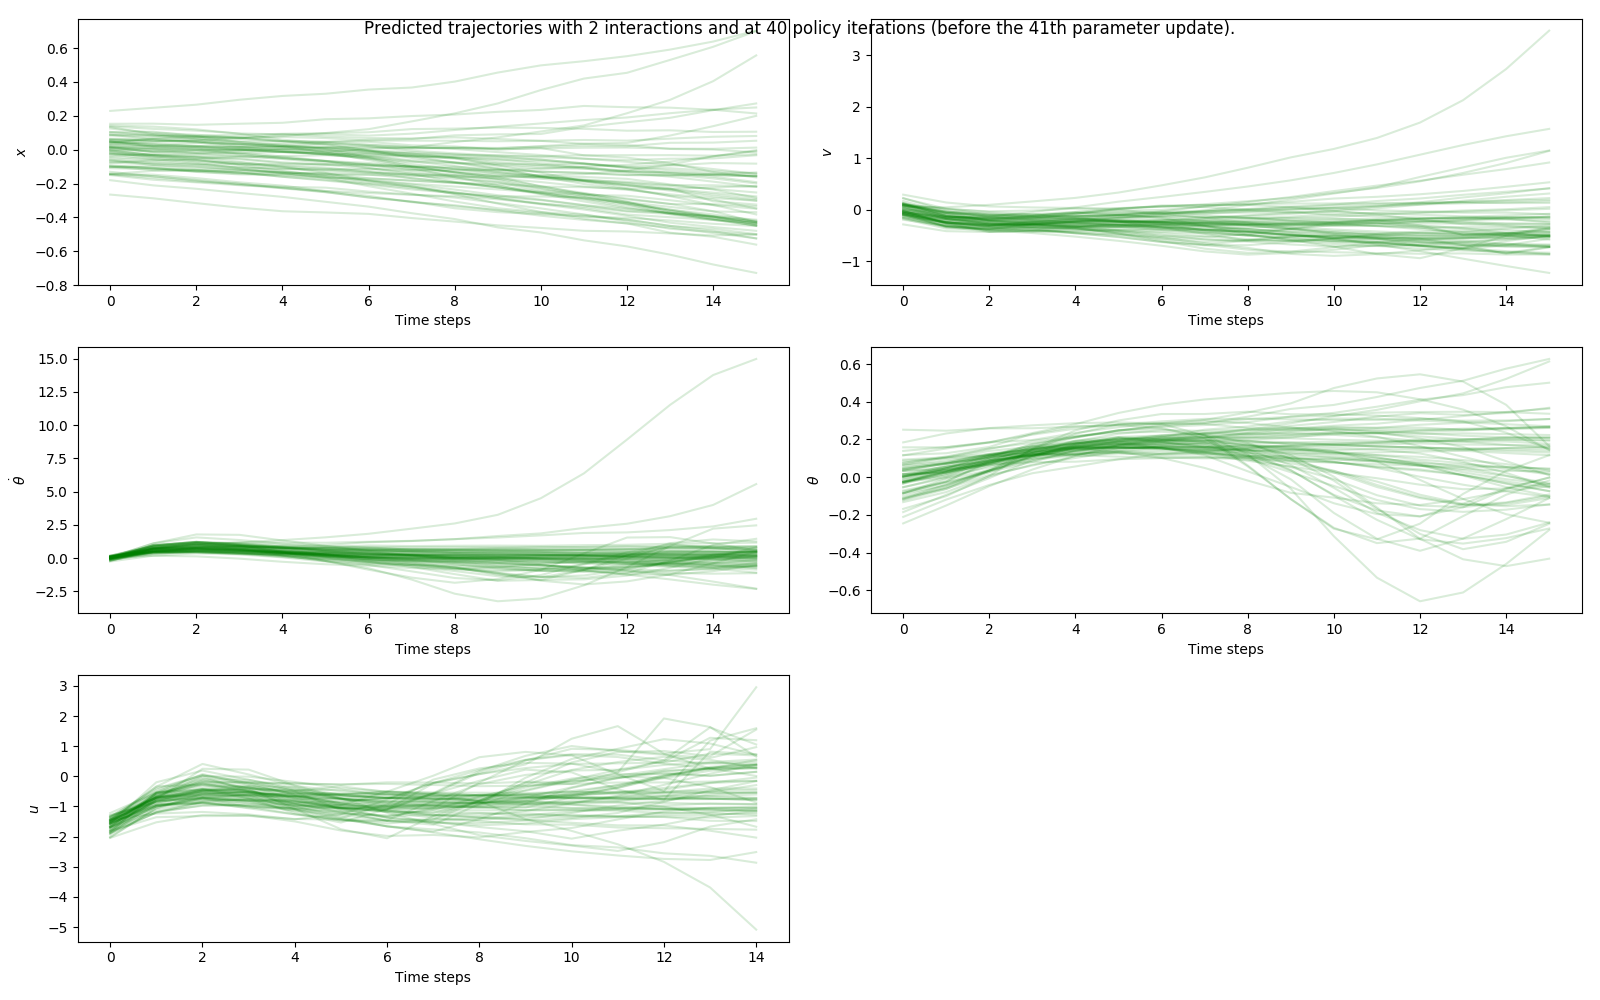 Predicted trajectories with 2 interactions and at 40 policy iterations (before the 41th parameter update).
0.6
0.4
0.2
0.0
−0.2
−0.4
−0.6
−0.8
x
0 2 4 6 8 10 12 14
Time steps
3
2
1
0
−1
v
0 2 4 6 8 10 12 14
Time steps
15.0
12.5
10.0
7.5
5.0
2.5
0.0
−2.5
θ̇
0 2 4 6 8 10 12 14
Time steps
0.6
0.4
0.2
0.0
−0.2
−0.4
−0.6
θ
0 2 4 6 8 10 12 14
Time steps
3
2
1
0
−1
−2
−3
−4
−5
u
0 2 4 6 8 10 12 14
Time steps